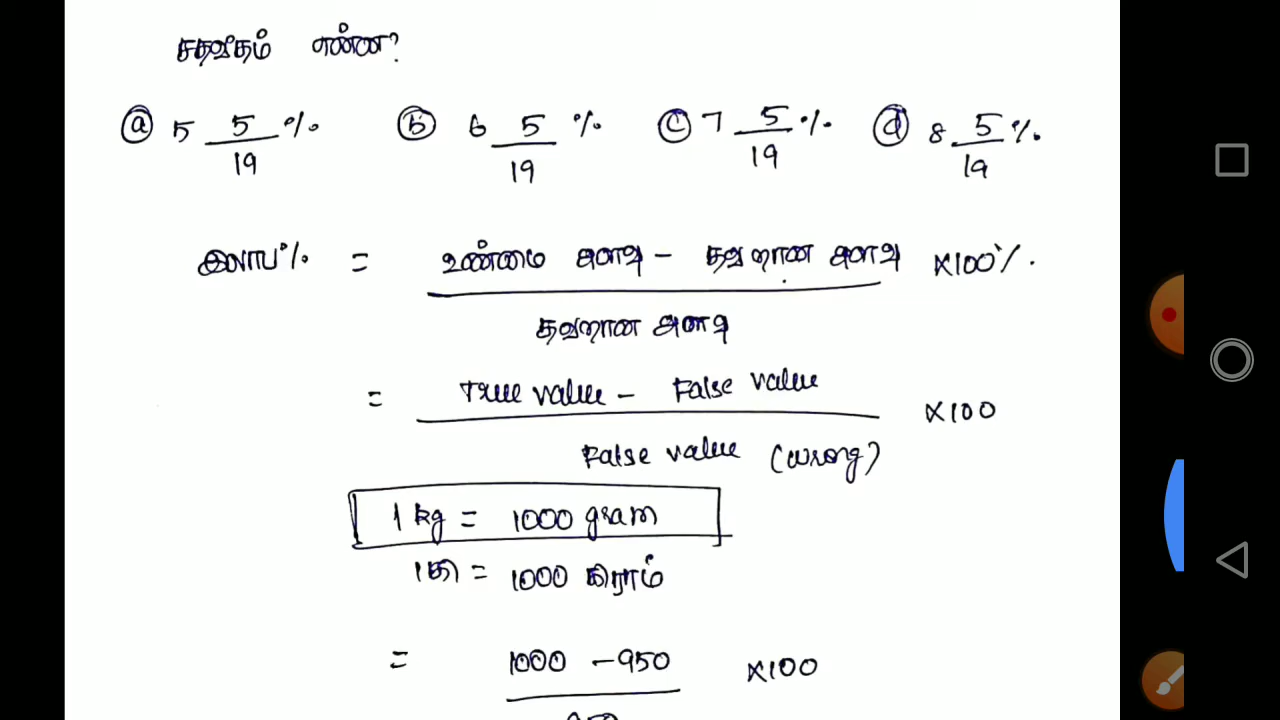 சதவீதம் என்ன?
(a) 5 5/19 % (b) 6 5/19 % (c) 7 5/19 % (d) 8 5/19 %
இலாப% = உண்மை அளவு - தவறான அளவு / தவறான அளவு ×100%.
= True value - False value / False value (wrong) ×100
1 kg = 1000 gram
1கி = 1000 கிராம்
= 1000 - 950 / 950 ×100